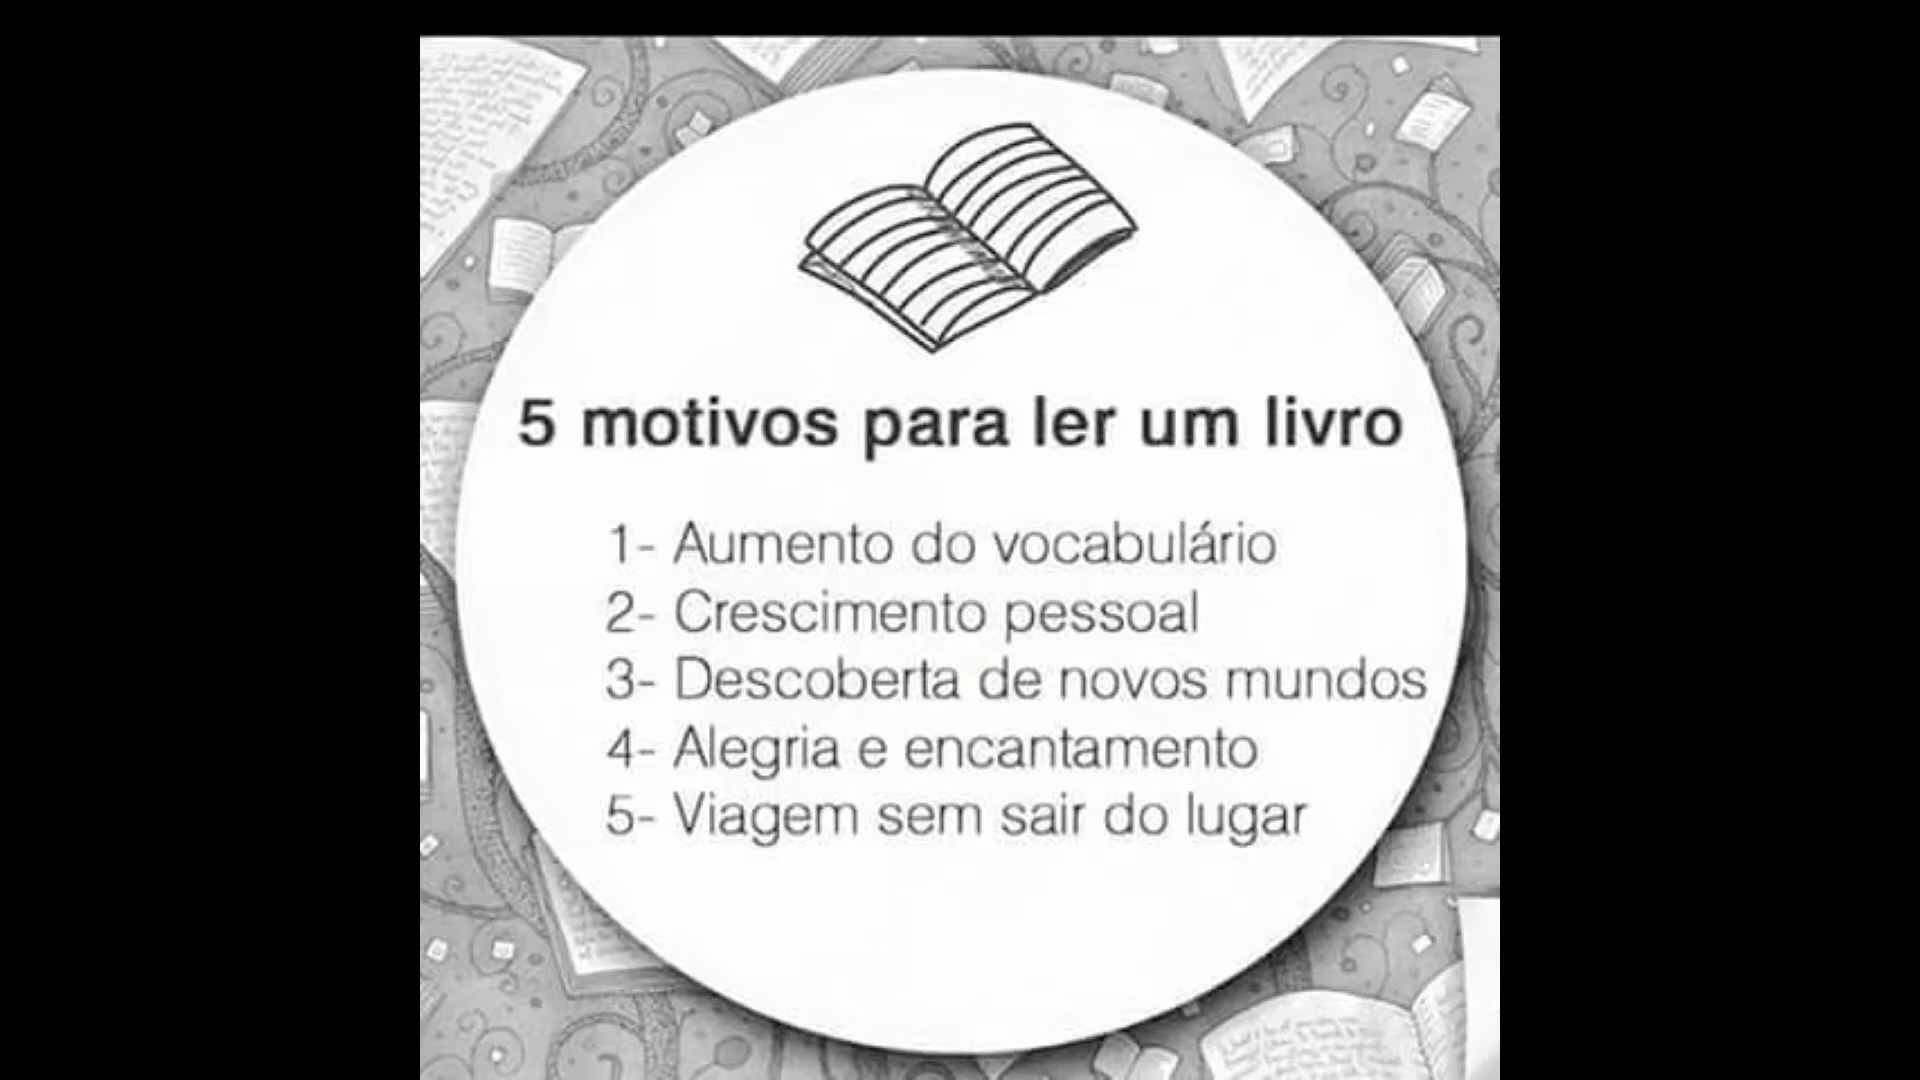 5 motivos para ler um livro
1- Aumento do vocabulário
2- Crescimento pessoal
3- Descoberta de novos mundos
4- Alegria e encantamento
5- Viagem sem sair do lugar